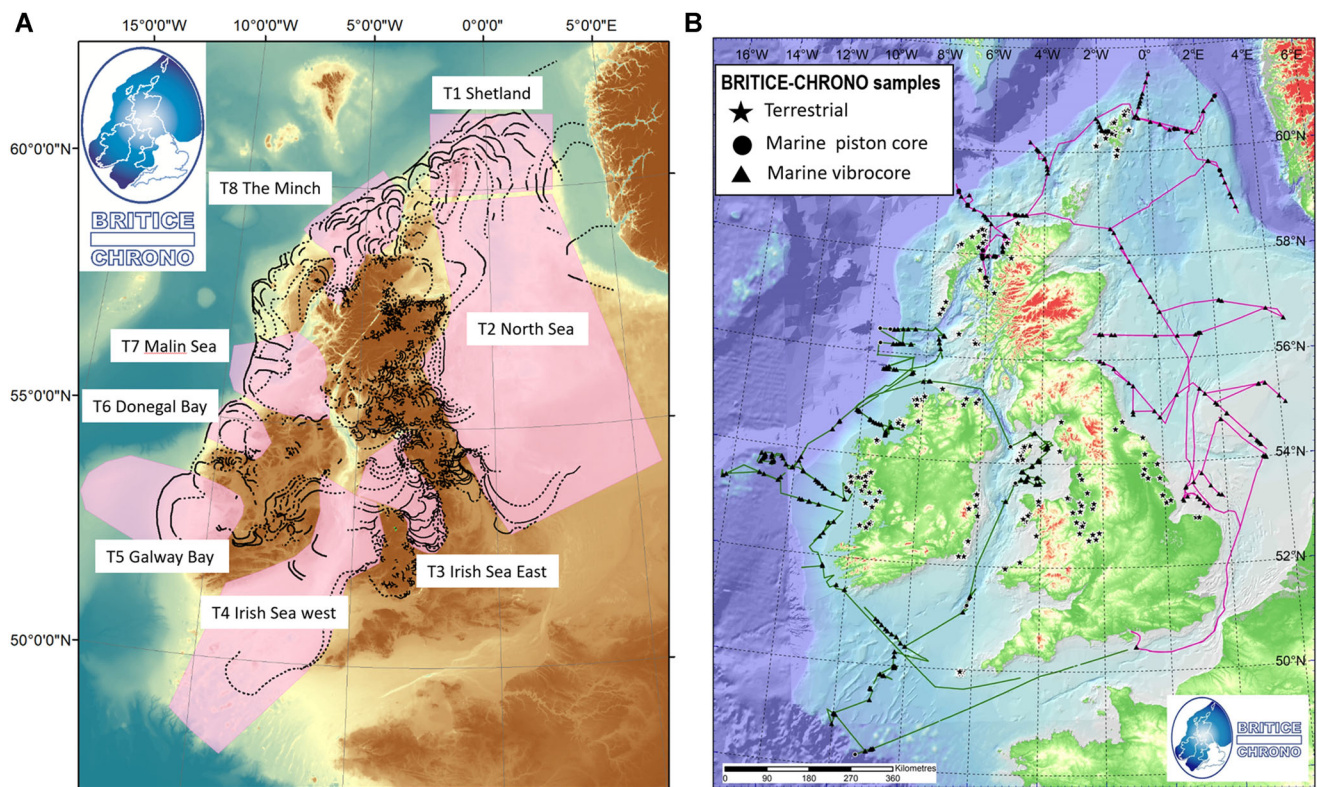 A
15°0'0"W 10°0'0"W 5°0'0"W 0°0'0" 5°0'0"E
BRITICE
CHRONO
T1 Shetland
60°0'0"N
T8 The Minch
T2 North Sea
T7 Malin Sea
55°0'0"N
T6 Donegal Bay
T5 Galway Bay
T3 Irish Sea East
T4 Irish Sea west
50°0'0"N
B
16°W 14°W 12°W 10°W 8°W 6°W 4°W 2°W 0° 2°E 4°E 6°E
BRITICE-CHRONO samples
Terrestrial
Marine piston core
Marine vibrocore
60°N
58°N
56°N
54°N
52°N
50°N
BRITICE
CHRONO
Kilometres
0 90 180 270 360